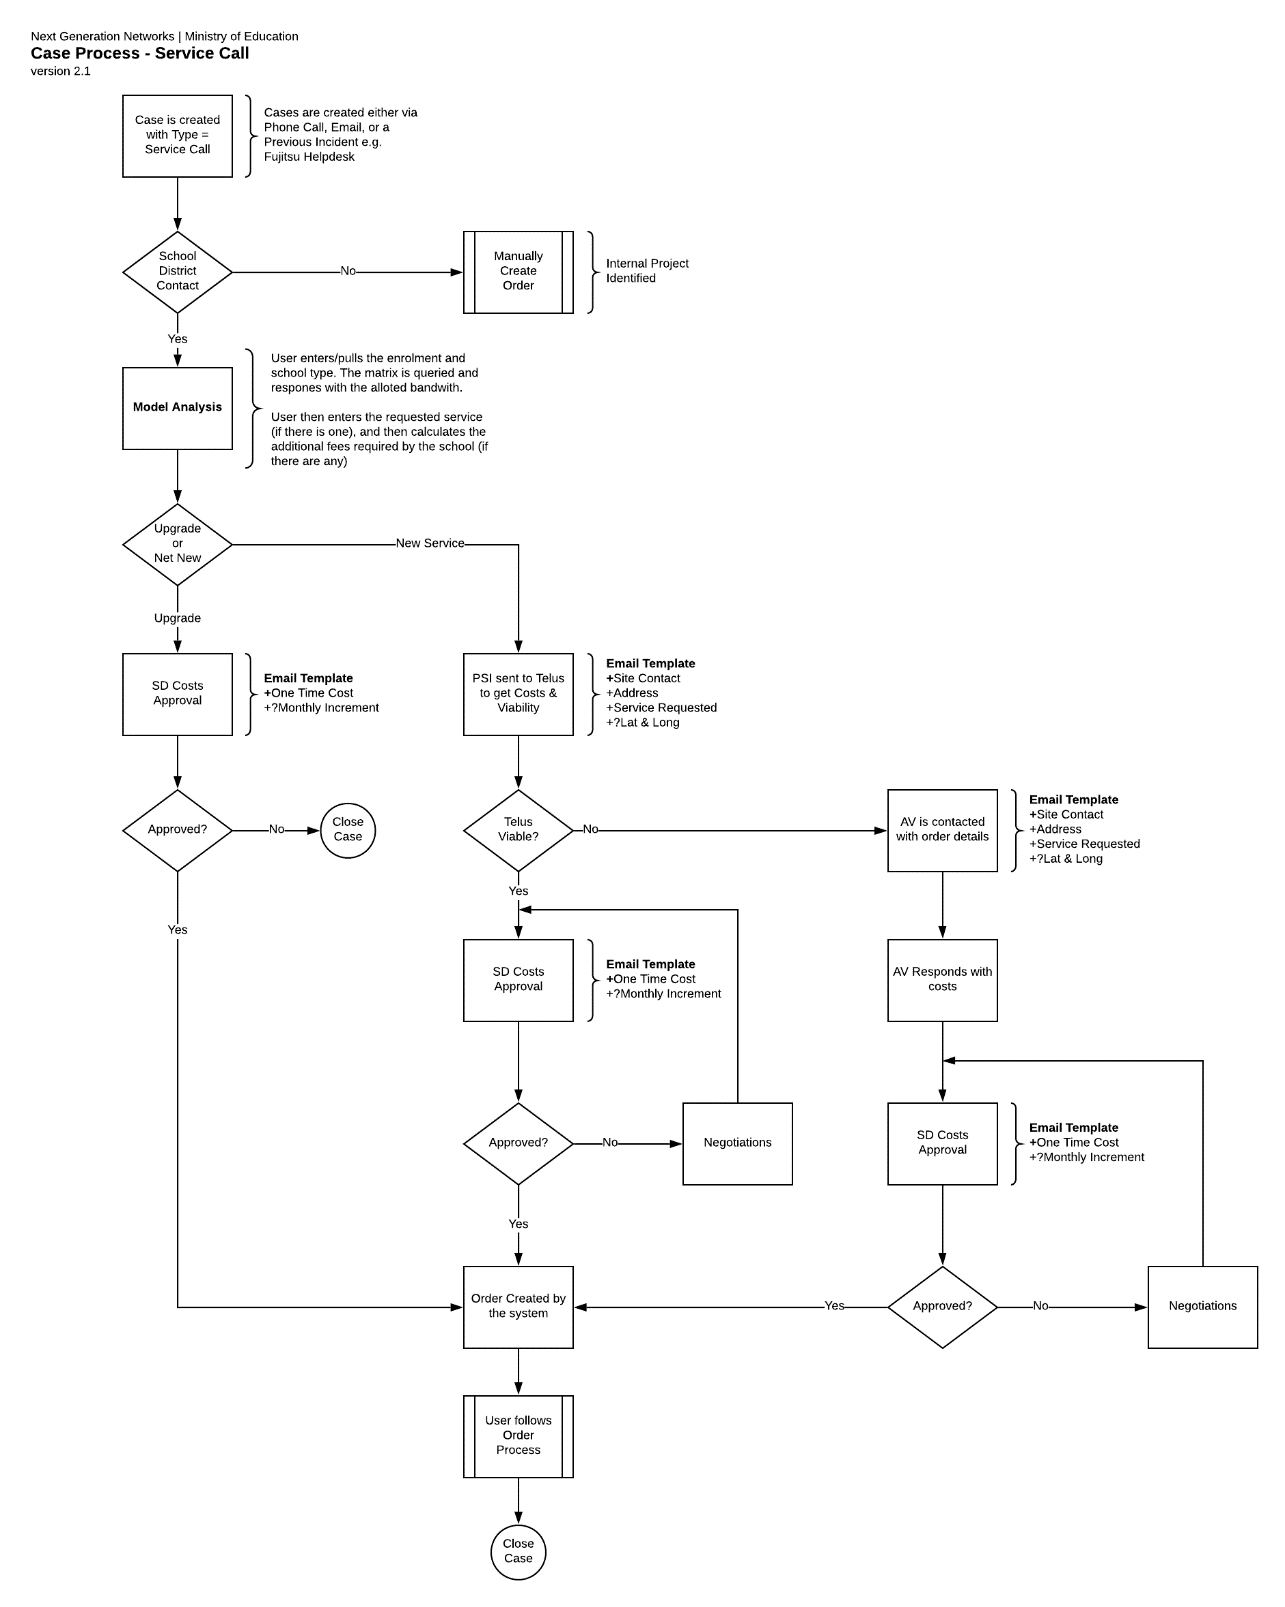 Next Generation Networks | Ministry of Education
Case Process - Service Call
version 2.1
Case is created
with Type =
Service Call
Cases are created either via
Phone Call, Email, or a
Previous Incident e.g.
Fujitsu Helpdesk
School
District
Contact
No
Manually
Create
Order
Internal Project
Identified
Yes
Model Analysis
User enters/pulls the enrolment and
school type. The matrix is queried and
respones with the alloted bandwith.
User then enters the requested service
(if there is one), and then calculates the
additional fees required by the school (if
there are any)
Upgrade
or
Net New
New Service
Upgrade
SD Costs
Approval
Email Template
+One Time Cost
+?Monthly Increment
PSI sent to Telus
to get Costs &
Viability
Email Template
+Site Contact
+Address
+Service Requested
+?Lat & Long
Approved?
No
Close
Case
Telus
Viable?
No
AV is contacted
with order details
Email Template
+Site Contact
+Address
+Service Requested
+?Lat & Long
Yes
Yes
SD Costs
Approval
Email Template
+One Time Cost
+?Monthly Increment
AV Responds with
costs
Approved?
No
Negotiations
SD Costs
Approval
Email Template
+One Time Cost
+?Monthly Increment
Yes
Order Created by
the system
Yes
Approved?
No
Negotiations
User follows
Order
Process
Close
Case